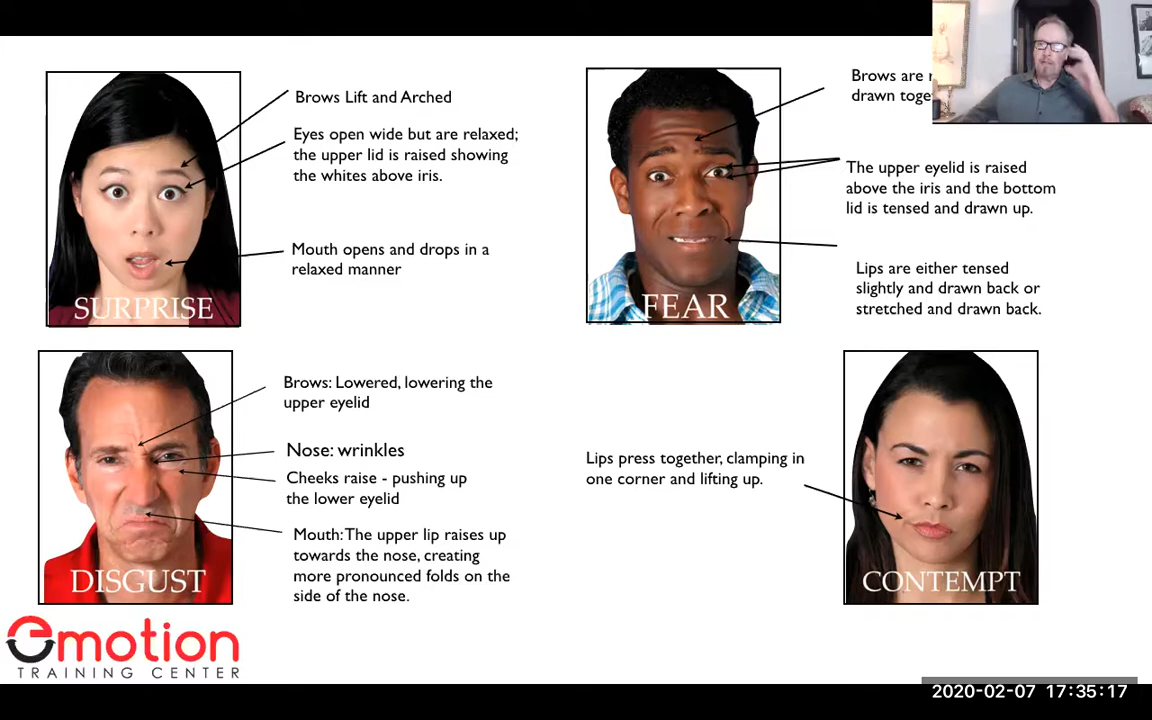 Brows Lift and Arched
Eyes open wide but are relaxed;
the upper lid is raised showing
the whites above iris.
Mouth opens and drops in a
relaxed manner
SURPRISE
Brows are
drawn
The upper eyelid is raised
above the iris and the bottom
lid is tensed and drawn up.
Lips are either tensed
slightly and drawn back or
stretched and drawn back.
FEAR
Brows: Lowered, lowering the
upper eyelid
Nose: wrinkles
Cheeks raise - pushing up
the lower eyelid
Mouth: The upper lip raises up
towards the nose, creating
more pronounced folds on the
side of the nose.
DISGUST
Lips press together, clamping in
one corner and lifting up.
CONTEMPT
emotion
TRAINING CENTER
2020-02-07 17:35:17